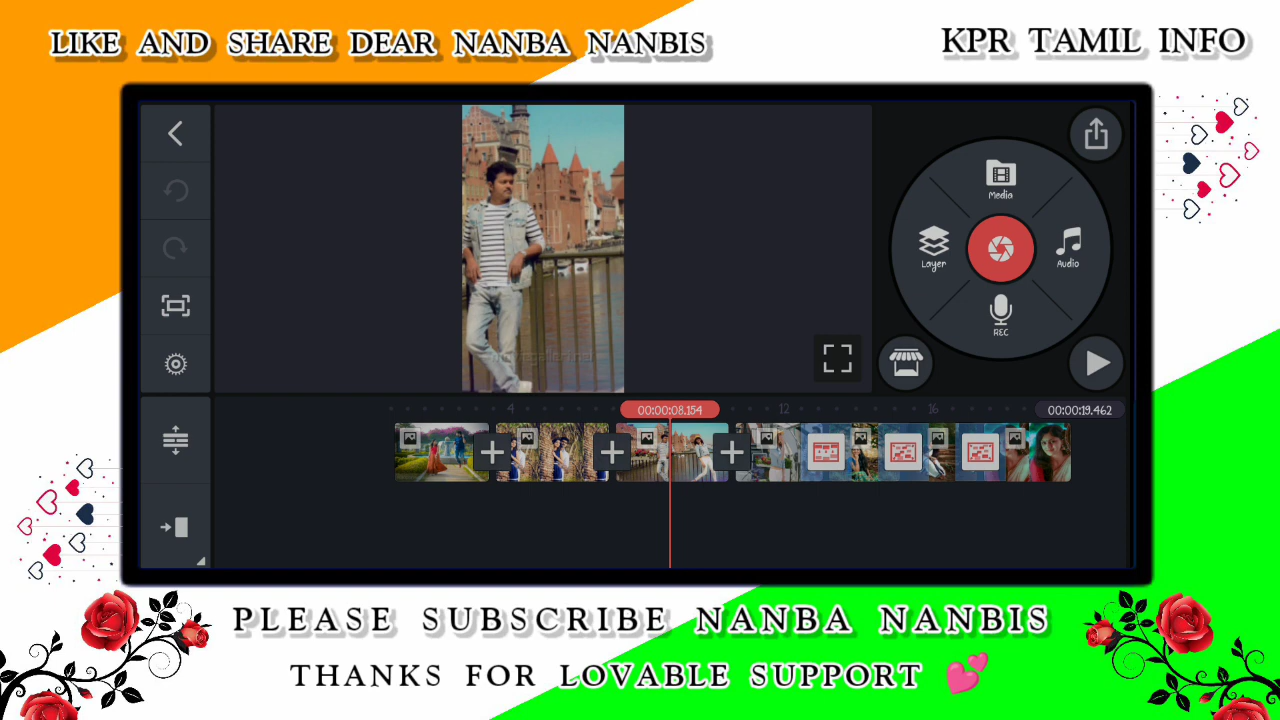 LIKE AND SHARE DEAR NANBA NANBIS
KPR TAMIL INFO
Media
Layer
Audio
REC
4
00:00:08.154
12
16
00:00:19.462
PLEASE SUBSCRIBE NANBA NANBIS
THANKS FOR LOVABLE SUPPORT 💕